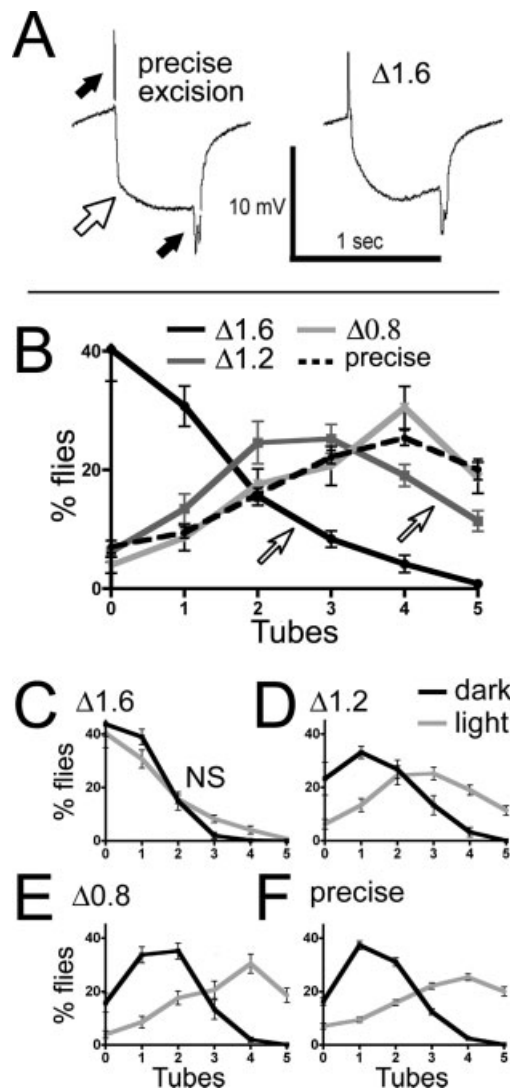 A
precise
excision
Δ1.6
10 mV
1 sec
B
Δ1.6
Δ0.8
Δ1.2
precise
% flies
40
20
0
0 1 2 3 4 5
Tubes
C
Δ1.6
D
Δ1.2
dark
light
% flies
40
20
0
NS
0 1 2 3 4 5
40
20
0
0 1 2 3 4 5
E
Δ0.8
F
precise
% flies
40
20
0
0 1 2 3 4 5
Tubes
40
20
0
0 1 2 3 4 5
Tubes